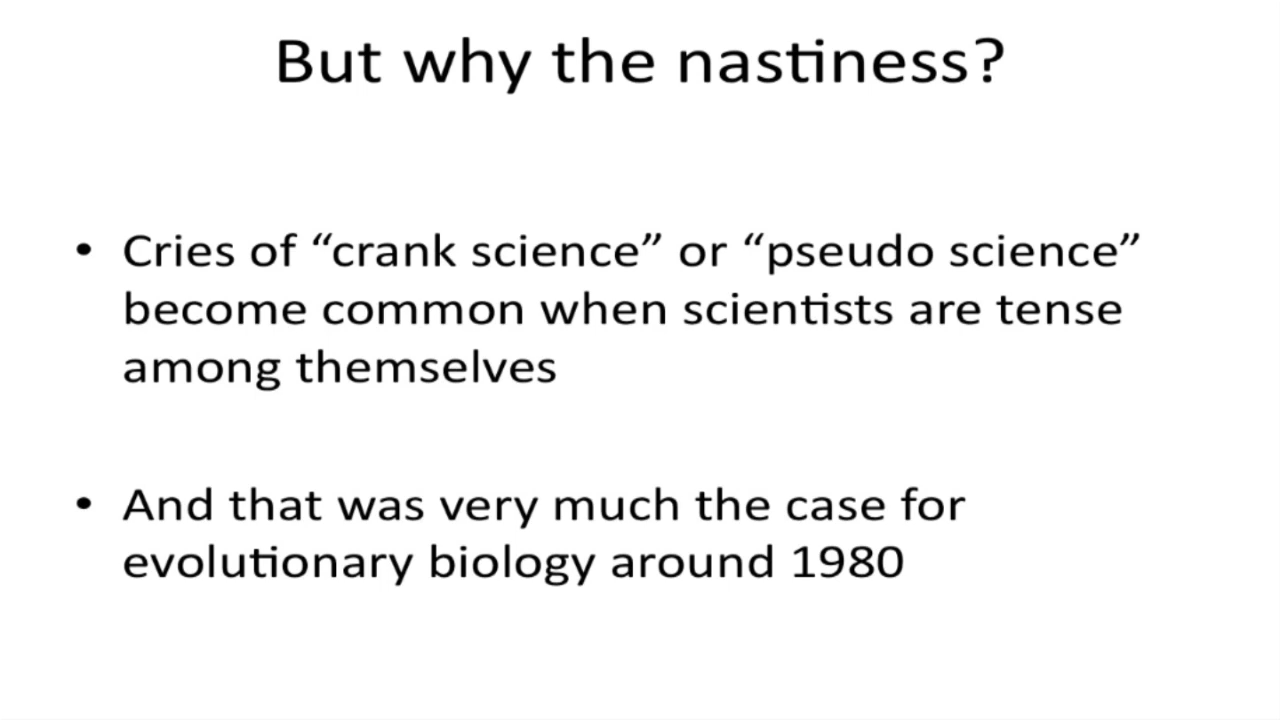 But why the nastiness?
• Cries of “crank science” or “pseudo science”
become common when scientists are tense
among themselves
• And that was very much the case for
evolutionary biology around 1980